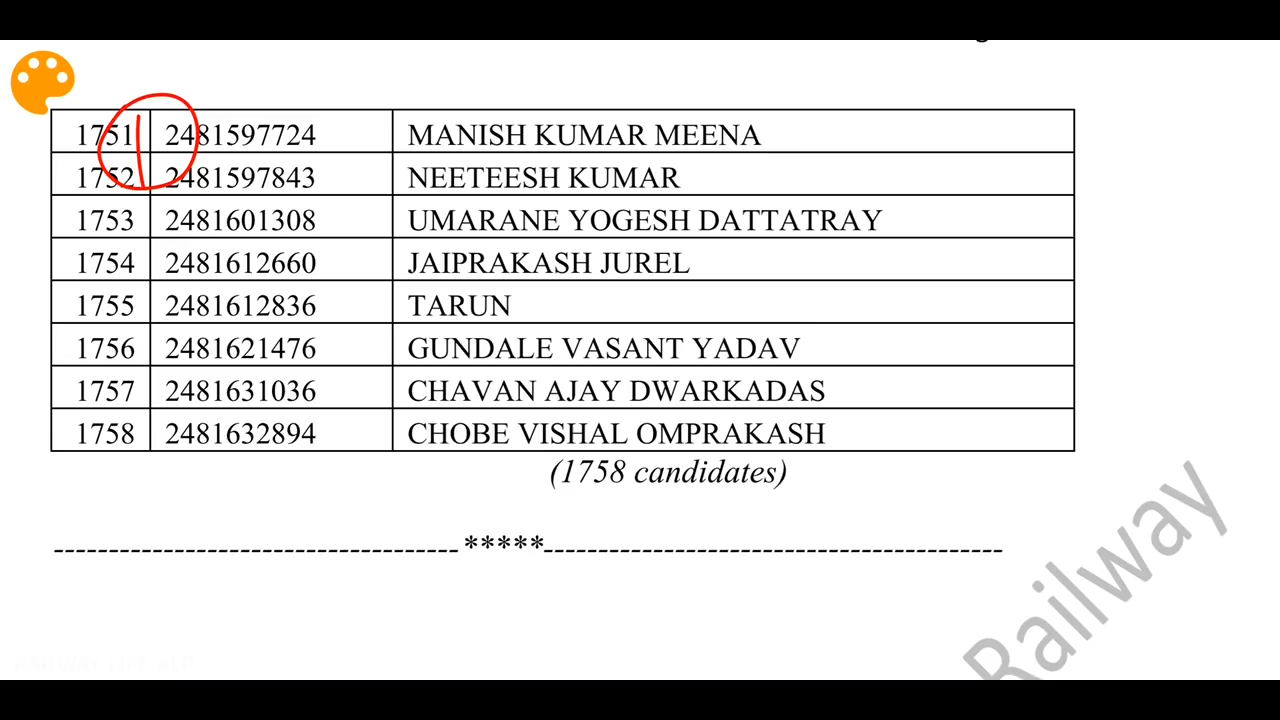 1751 2481597724 MANISH KUMAR MEENA
1752 2481597843 NEETEESH KUMAR
1753 2481601308 UMARANE YOGESH DATTATRAY
1754 2481612660 JAIPRAKASH JUREL
1755 2481612836 TARUN
1756 2481621476 GUNDALE VASANT YADAV
1757 2481631036 CHAVAN AJAY DWARKADAS
1758 2481632894 CHOBE VISHAL OMPRAKASH
(1758 candidates)
-------------------------------------*****------------------------------------------
Railway